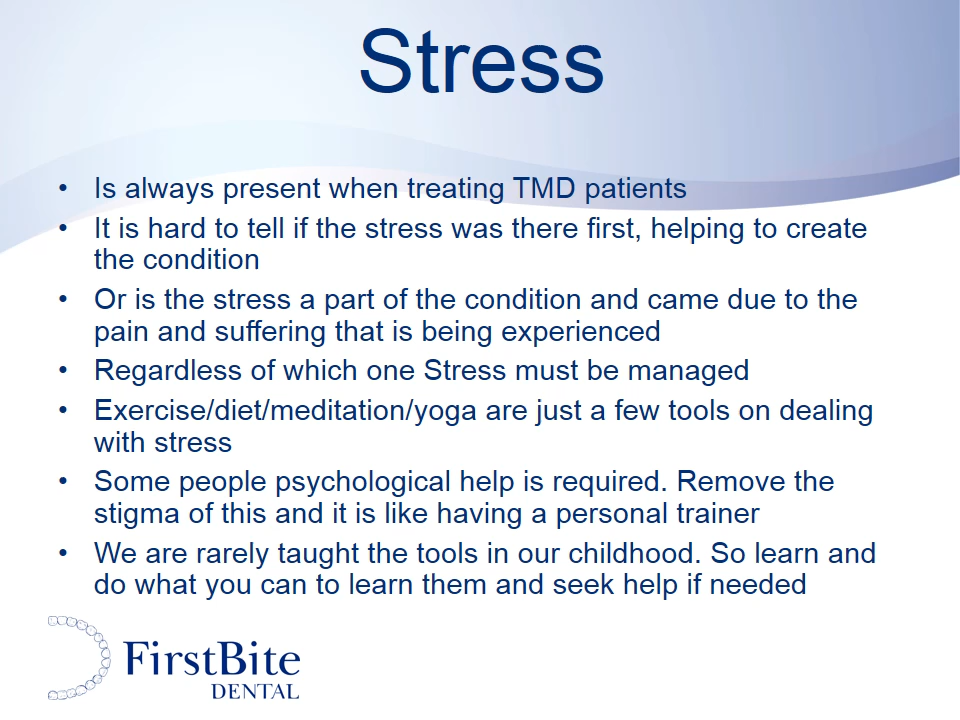 Stress
• Is always present when treating TMD patients
• It is hard to tell if the stress was there first, helping to create
the condition
• Or is the stress a part of the condition and came due to the
pain and suffering that is being experienced
• Regardless of which one Stress must be managed
• Exercise/diet/meditation/yoga are just a few tools on dealing
with stress
• Some people psychological help is required. Remove the
stigma of this and it is like having a personal trainer
• We are rarely taught the tools in our childhood. So learn and
do what you can to learn them and seek help if needed
FirstBite
DENTAL